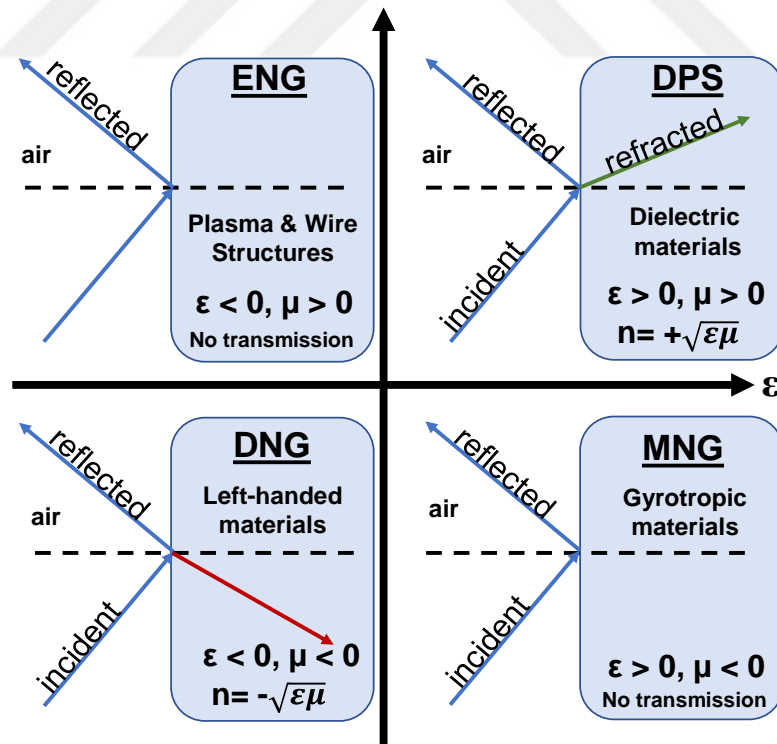 ENG
reflected
air
Plasma & Wire
Structures
ε < 0, μ > 0
No transmission
DPS
reflected
refracted
air
incident
Dielectric
materials
ε > 0, μ > 0
n= +√εμ
ε
DNG
reflected
Left-handed
materials
air
incident
ε < 0, μ < 0
n= -√εμ
MNG
reflected
Gyrotropic
materials
air
incident
ε > 0, μ < 0
No transmission